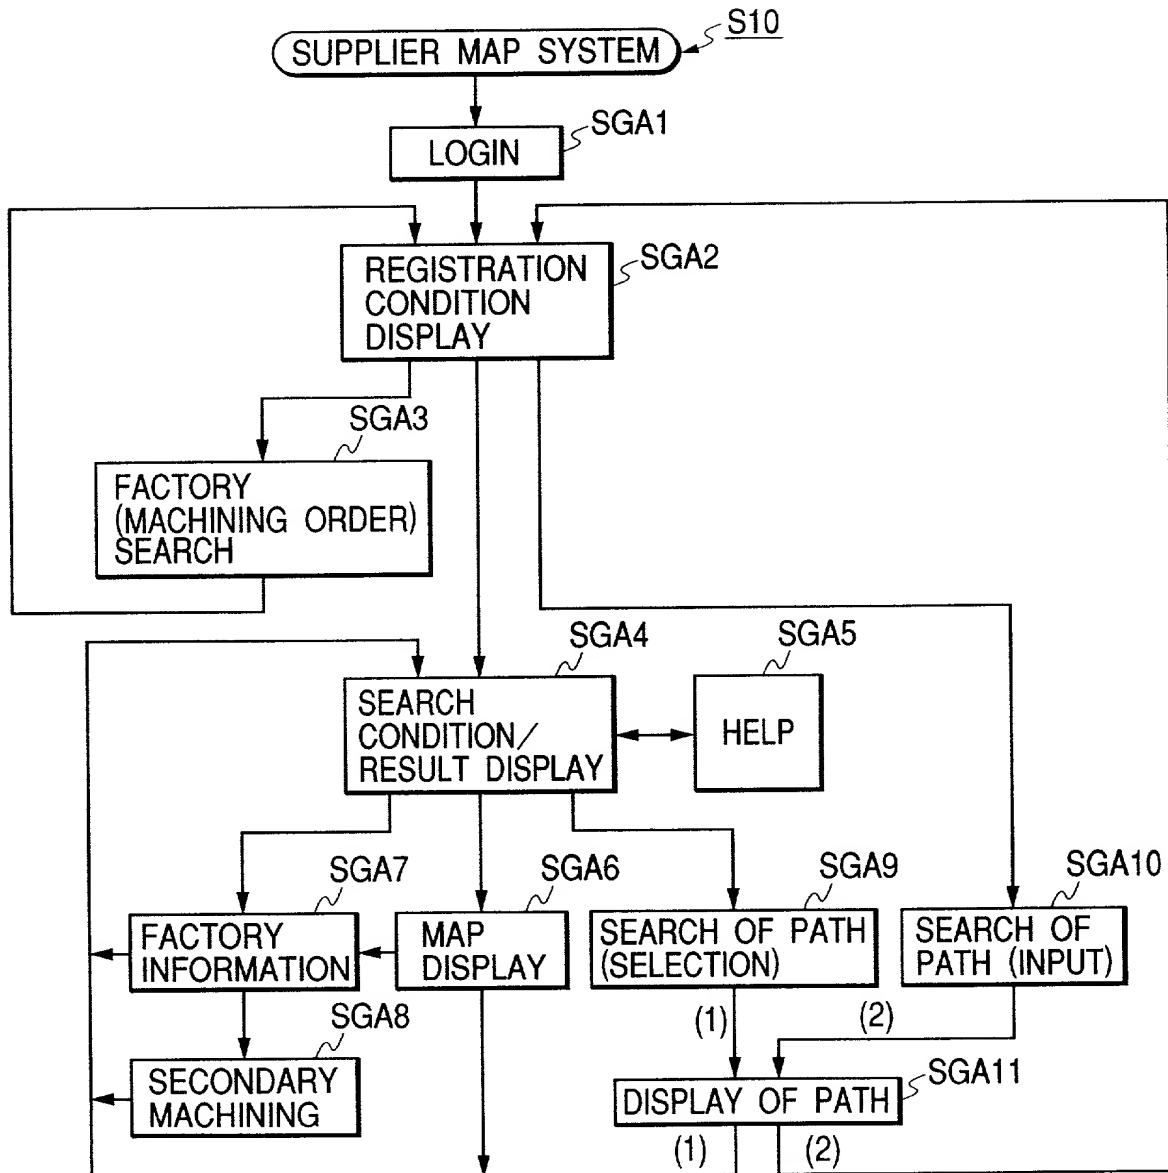 S10
SUPPLIER MAP SYSTEM
SGA1
LOGIN
SGA2
REGISTRATION
CONDITION
DISPLAY
SGA3
FACTORY
(MACHINING ORDER)
SEARCH
SGA4
SEARCH
CONDITION/
RESULT DISPLAY
SGA5
HELP
SGA7
FACTORY
INFORMATION
SGA6
MAP
DISPLAY
SGA9
SEARCH OF PATH
(SELECTION)
SGA10
SEARCH OF
PATH (INPUT)
(1)
(2)
SGA8
SECONDARY
MACHINING
SGA11
DISPLAY OF PATH
(1)
(2)